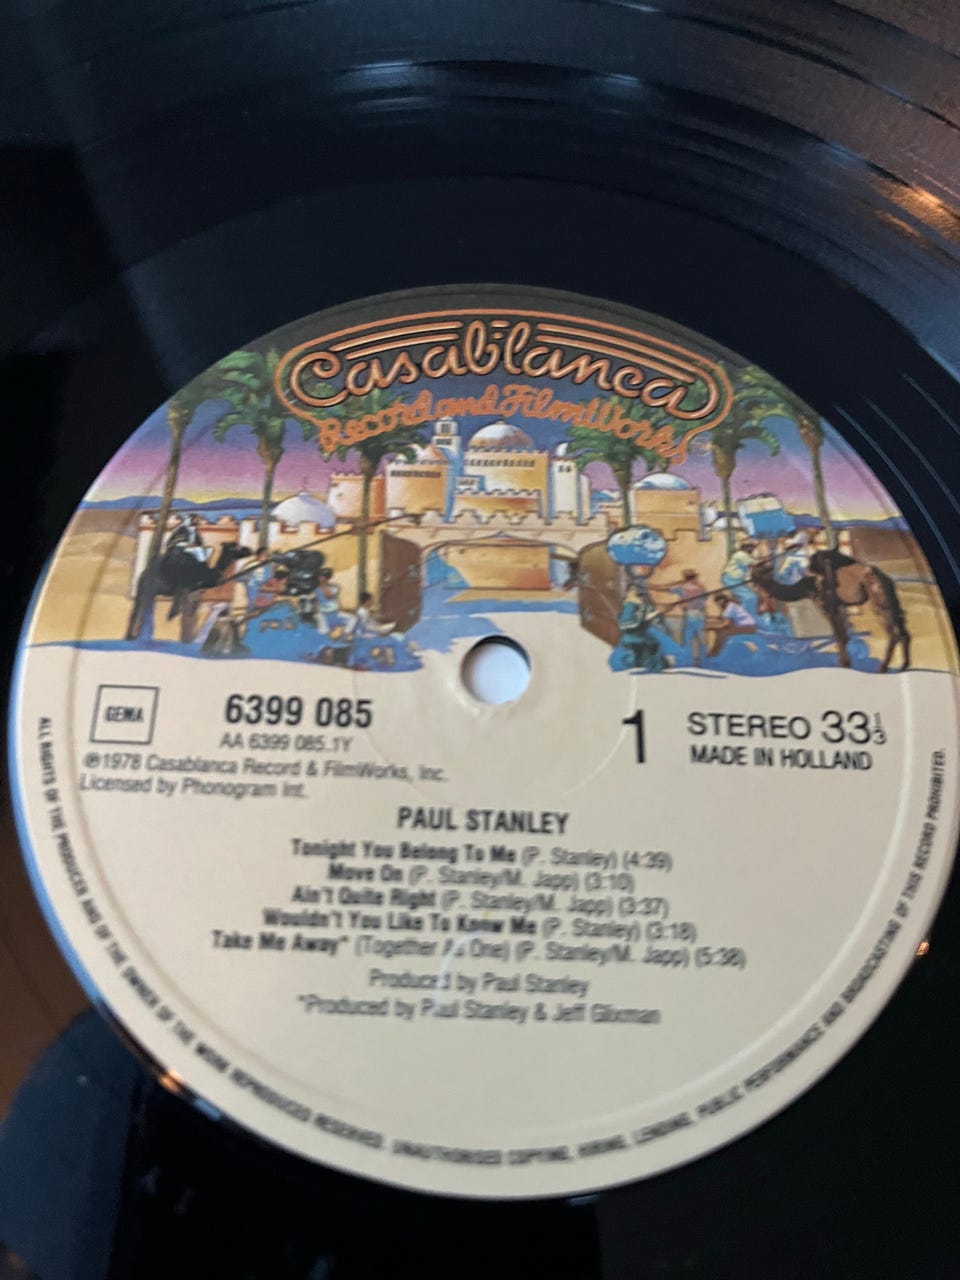 Casablanca
Record and FilmWorks
GEMA
6399 085
AA 6399 085.1Y
℗1978 Casablanca Record & FilmWorks, Inc.
Licensed by Phonogram Int.
1
STEREO 33 1/3
MADE IN HOLLAND
PAUL STANLEY
Tonight You Belong To Me (P. Stanley) (4:39)
Move On (P. Stanley/M. Japp) (3:10)
Ain't Quite Right (P. Stanley/M. Japp) (3:37)
Wouldn't You Like To Know Me (P. Stanley) (3:18)
Take Me Away* (Together As One) (P. Stanley/M. Japp) (5:38)
Produced by Paul Stanley
*Produced by Paul Stanley & Jeff Glixman
ALL RIGHTS OF THE PRODUCER AND OF THE OWNER OF THE WORK REPRODUCED RESERVED. UNAUTHORISED COPYING, HIRING, LENDING, PUBLIC PERFORMANCE AND BROADCASTING OF THIS RECORD PROHIBITED.